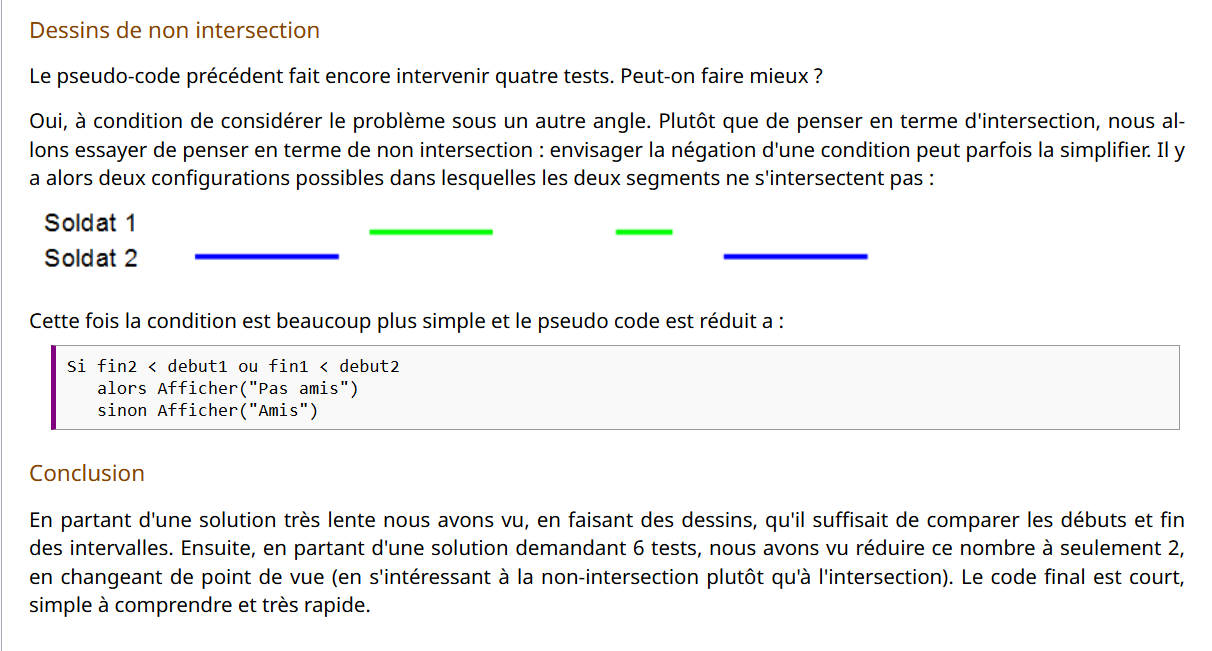 Dessins de non intersection
Le pseudo-code précédent fait encore intervenir quatre tests. Peut-on faire mieux ?
Oui, à condition de considérer le problème sous un autre angle. Plutôt que de penser en terme d'intersection, nous al-
lons essayer de penser en terme de non intersection : envisager la négation d'une condition peut parfois la simplifier. Il y
a alors deux configurations possibles dans lesquelles les deux segments ne s'intersectent pas :
Soldat 1
Soldat 2
Cette fois la condition est beaucoup plus simple et le pseudo code est réduit a :
Si fin2 < debut1 ou fin1 < debut2
   alors Afficher("Pas amis")
   sinon Afficher("Amis")
Conclusion
En partant d'une solution très lente nous avons vu, en faisant des dessins, qu'il suffisait de comparer les débuts et fin
des intervalles. Ensuite, en partant d'une solution demandant 6 tests, nous avons vu réduire ce nombre à seulement 2,
en changeant de point de vue (en s'intéressant à la non-intersection plutôt qu'à l'intersection). Le code final est court,
simple à comprendre et très rapide.